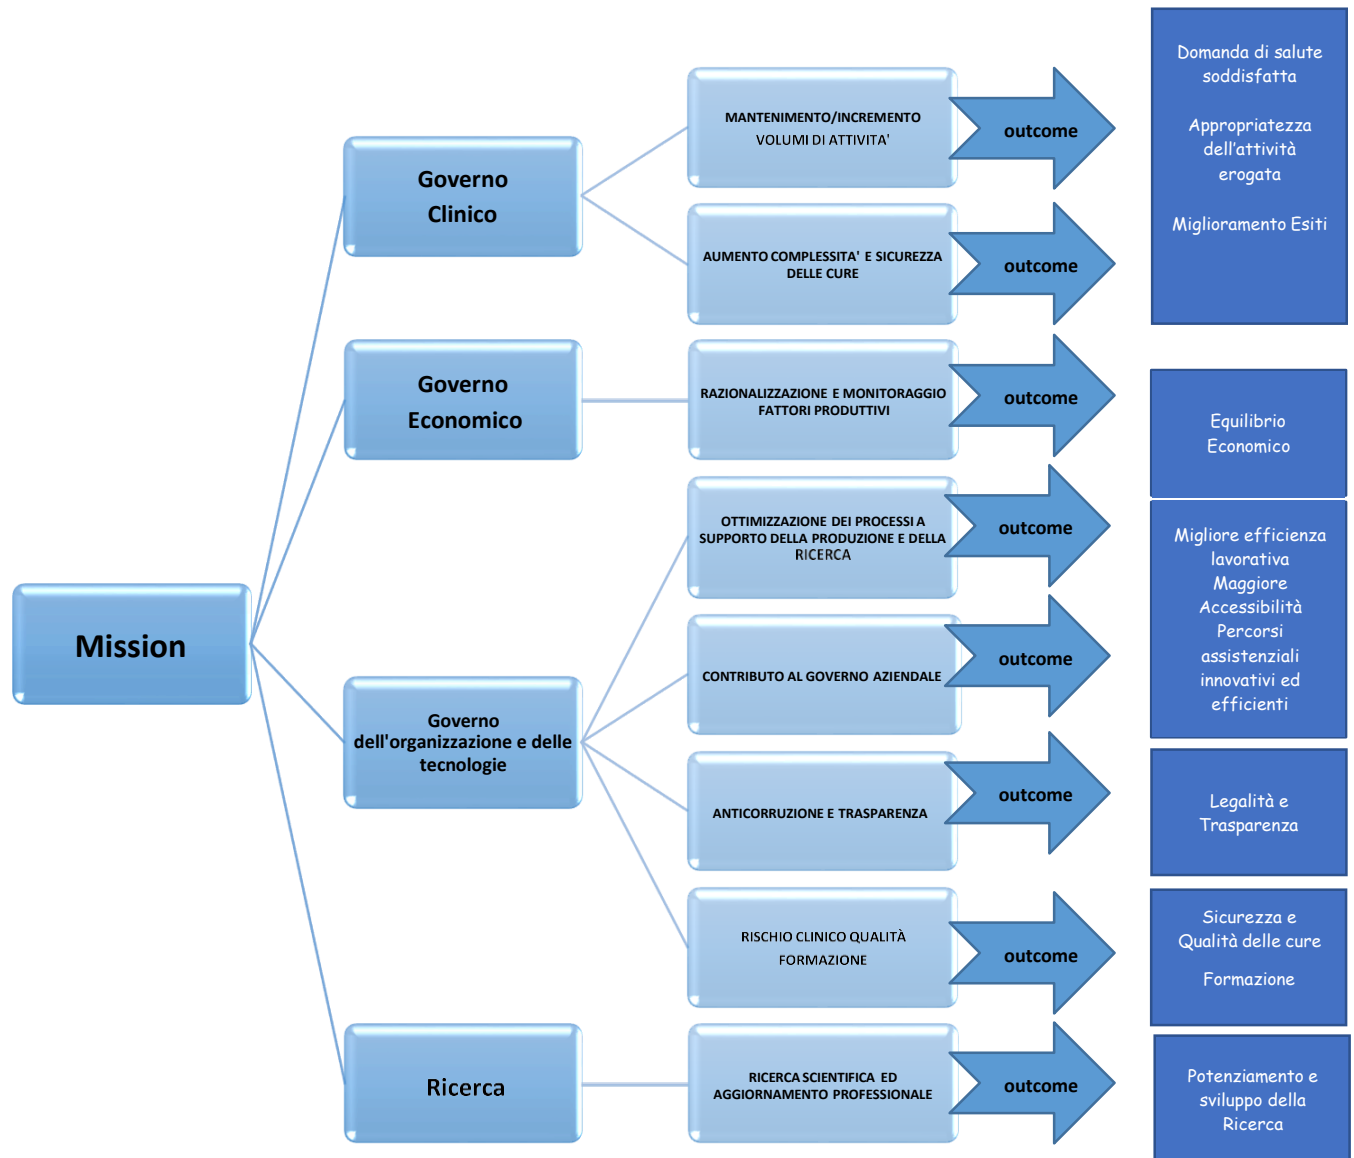 Mission
Governo
Clinico
Governo
Economico
Governo
dell'organizzazione e delle
tecnologie
Ricerca
MANTENIMENTO/INCREMENTO
VOLUMI DI ATTIVITA'
AUMENTO COMPLESSITA' E SICUREZZA
DELLE CURE
RAZIONALIZZAZIONE E MONITORAGGIO
FATTORI PRODUTTIVI
OTTIMIZZAZIONE DEI PROCESSI A
SUPPORTO DELLA PRODUZIONE E DELLA
RICERCA
CONTRIBUTO AL GOVERNO AZIENDALE
ANTICORRUZIONE E TRASPARENZA
RISCHIO CLINICO QUALITÀ
FORMAZIONE
RICERCA SCIENTIFICA ED
AGGIORNAMENTO PROFESSIONALE
outcome
outcome
outcome
outcome
outcome
outcome
outcome
outcome
Domanda di salute
soddisfatta
Appropriatezza
dell’attività
erogata
Miglioramento Esiti
Equilibrio
Economico
Migliore efficienza
lavorativa
Maggiore
Accessibilità
Percorsi
assistenziali
innovativi ed
efficienti
Legalità e
Trasparenza
Sicurezza e
Qualità delle cure
Formazione
Potenziamento e
sviluppo della
Ricerca